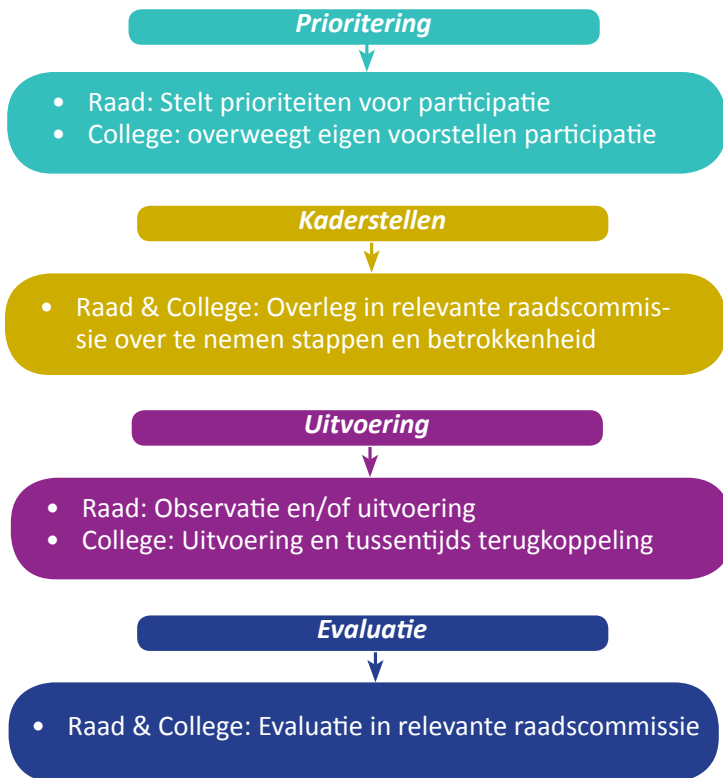 Prioritering
• Raad: Stelt prioriteiten voor participatie
• College: overweegt eigen voorstellen participatie
Kaderstellen
• Raad & College: Overleg in relevante raadscommis-
sie over te nemen stappen en betrokkenheid
Uitvoering
• Raad: Observatie en/of uitvoering
• College: Uitvoering en tussentijds terugkoppeling
Evaluatie
• Raad & College: Evaluatie in relevante raadscommissie